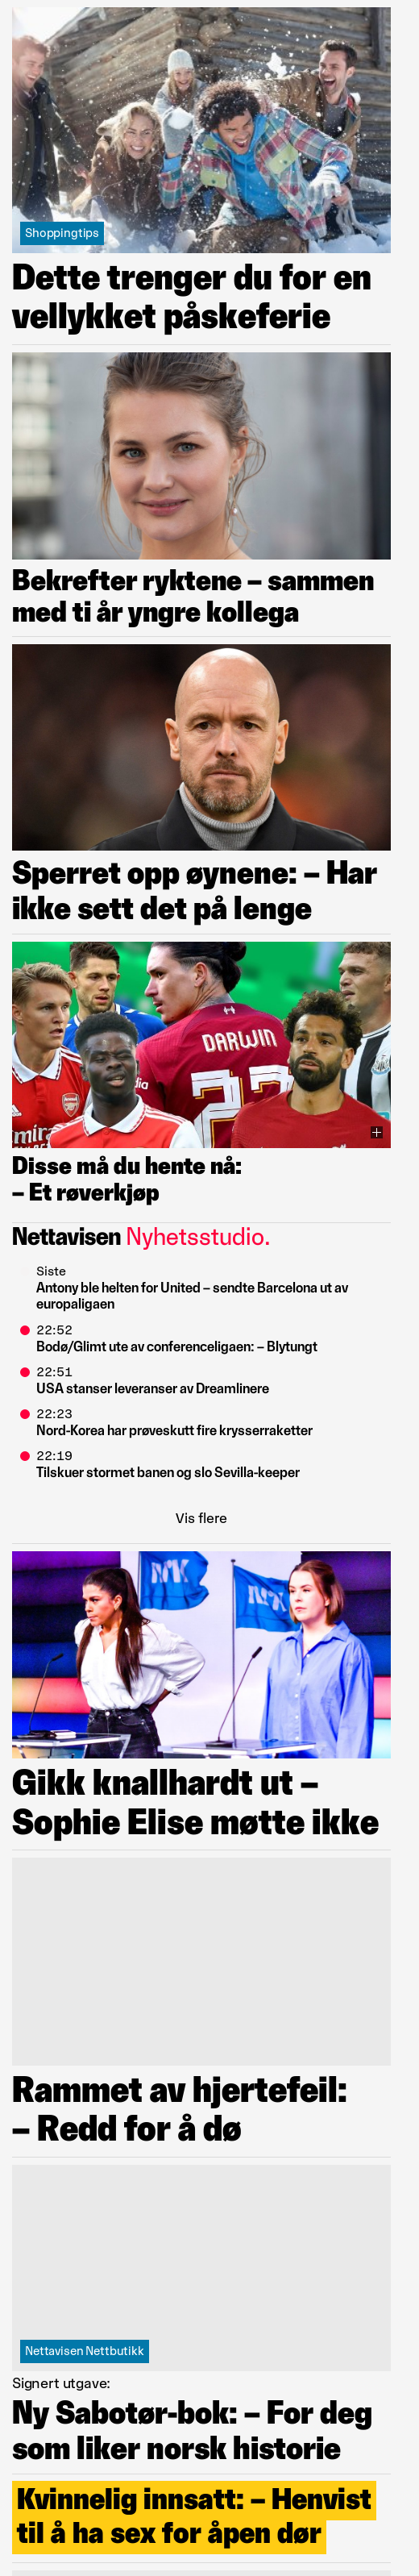 Shoppingtips
Dette trenger du for en
vellykket påskeferie
Bekrefter ryktene – sammen
med ti år yngre kollega
Sperret opp øynene: – Har
ikke sett det på lenge
DARWIN
Disse må du hente nå:
– Et røverkjøp
Nettavisen Nyhetsstudio.
Siste
Antony ble helten for United – sendte Barcelona ut av
europaligaen
22:52
Bodø/Glimt ute av conferenceligaen: – Blytungt
22:51
USA stanser leveranser av Dreamlinere
22:23
Nord-Korea har prøveskutt fire krysserraketter
22:19
Tilskuer stormet banen og slo Sevilla-keeper
Vis flere
NRK
Gikk knallhardt ut –
Sophie Elise møtte ikke
Rammet av hjertefeil:
– Redd for å dø
Nettavisen Nettbutikk
Signert utgave:
Ny Sabotør-bok: – For deg
som liker norsk historie
Kvinnelig innsatt: – Henvist
til å ha sex for åpen dør